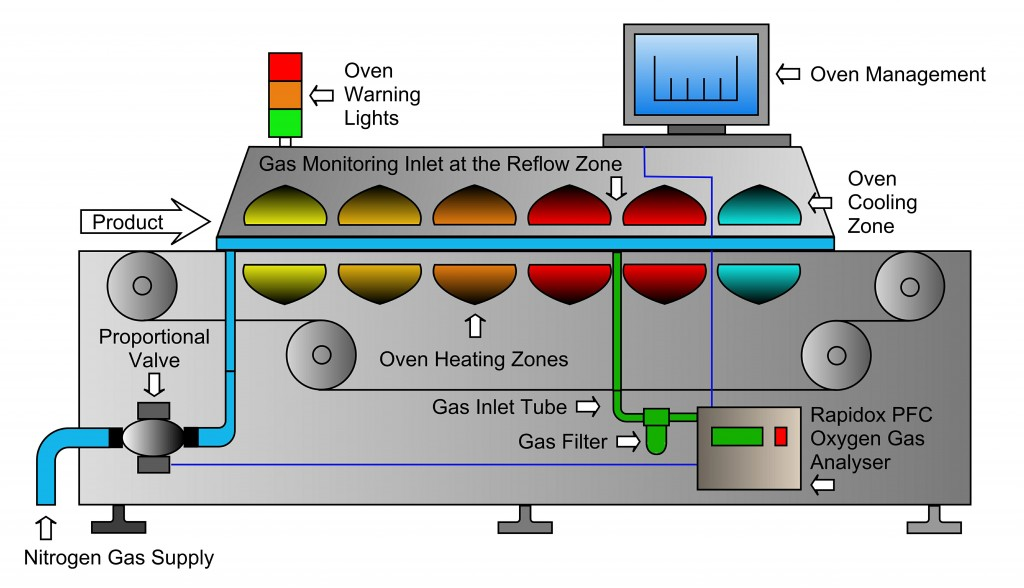 Oven
Warning
Lights
Oven Management
Gas Monitoring Inlet at the Reflow Zone
Oven
Cooling
Zone
Product
Proportional
Valve
Oven Heating Zones
Gas Inlet Tube
Gas Filter
Rapidox PFC
Oxygen Gas
Analyser
Nitrogen Gas Supply